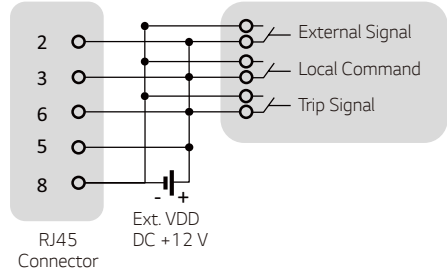 2
3
6
5
8
External Signal
Local Command
Trip Signal
- +
Ext. VDD
DC +12 V
RJ45
Connector